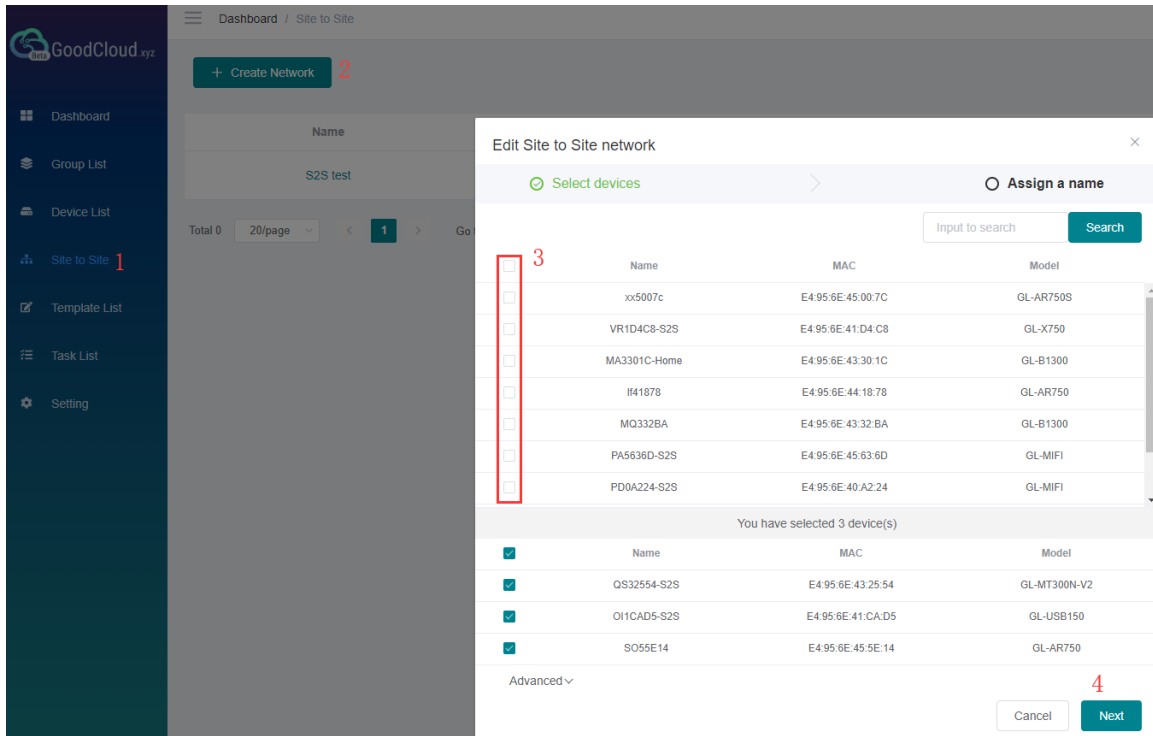 Dashboard / Site to Site
Beta GoodCloud.xyz
+ Create Network 2
Dashboard
Group List
Device List
Site to Site 1
Template List
Task List
Setting
Name
S2S test
Total 0 20/page < 1 > Go t
Edit Site to Site network ×
Select devices Assign a name
Input to search Search
3 Name MAC Model
xx5007c E4:95:6E:45:00:7C GL-AR750S
VR1D4C8-S2S E4:95:6E:41:D4:C8 GL-X750
MA3301C-Home E4:95:6E:43:30:1C GL-B1300
lf41878 E4:95:6E:44:18:78 GL-AR750
MQ332BA E4:95:6E:43:32:BA GL-B1300
PA5636D-S2S E4:95:6E:45:63:6D GL-MIFI
PD0A224-S2S E4:95:6E:40:A2:24 GL-MIFI
You have selected 3 device(s)
Name MAC Model
QS32554-S2S E4:95:6E:43:25:54 GL-MT300N-V2
OI1CAD5-S2S E4:95:6E:41:CA:D5 GL-USB150
SO55E14 E4:95:6E:45:5E:14 GL-AR750
Advanced
4
Cancel Next